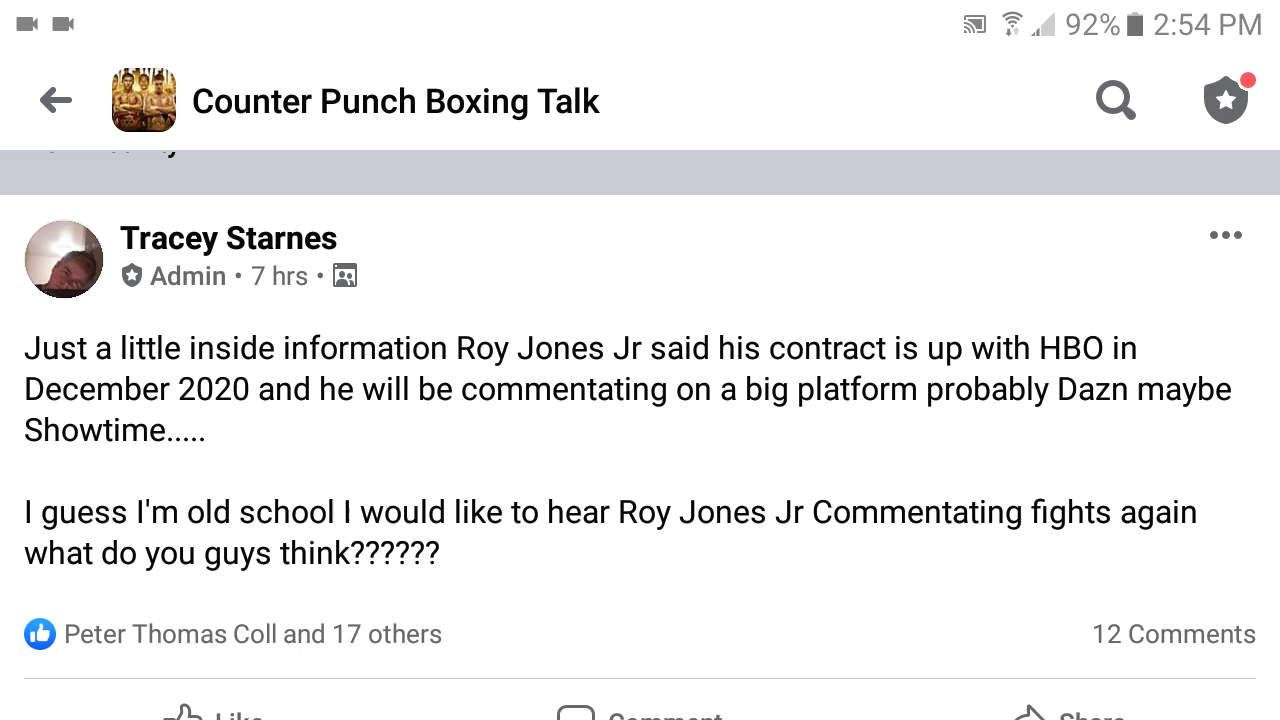 92% 2:54 PM
Counter Punch Boxing Talk
Tracey Starnes
Admin • 7 hrs •
Just a little inside information Roy Jones Jr said his contract is up with HBO in
December 2020 and he will be commentating on a big platform probably Dazn maybe
Showtime.....
I guess I'm old school I would like to hear Roy Jones Jr Commentating fights again
what do you guys think??????
Peter Thomas Coll and 17 others
12 Comments
Like
Comment
Share